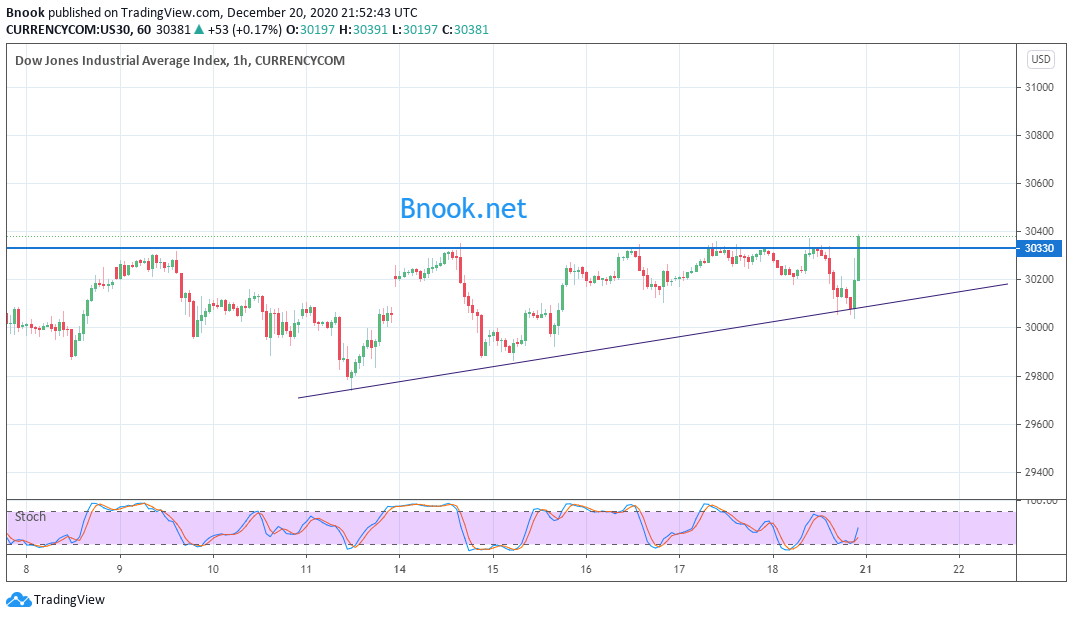 Bnook published on TradingView.com, December 20, 2020 21:52:43 UTC
CURRENCYCOM:US30, 60 30381 ▲ +53 (+0.17%) O:30197 H:30391 L:30197 C:30381
Dow Jones Industrial Average Index, 1h, CURRENCYCOM
USD
31000
30800
30600
Bnook.net
30400
30330
30200
30000
29800
29600
29400
100.00
Stoch
8 9 10 11 14 15 16 17 18 21 22
TradingView